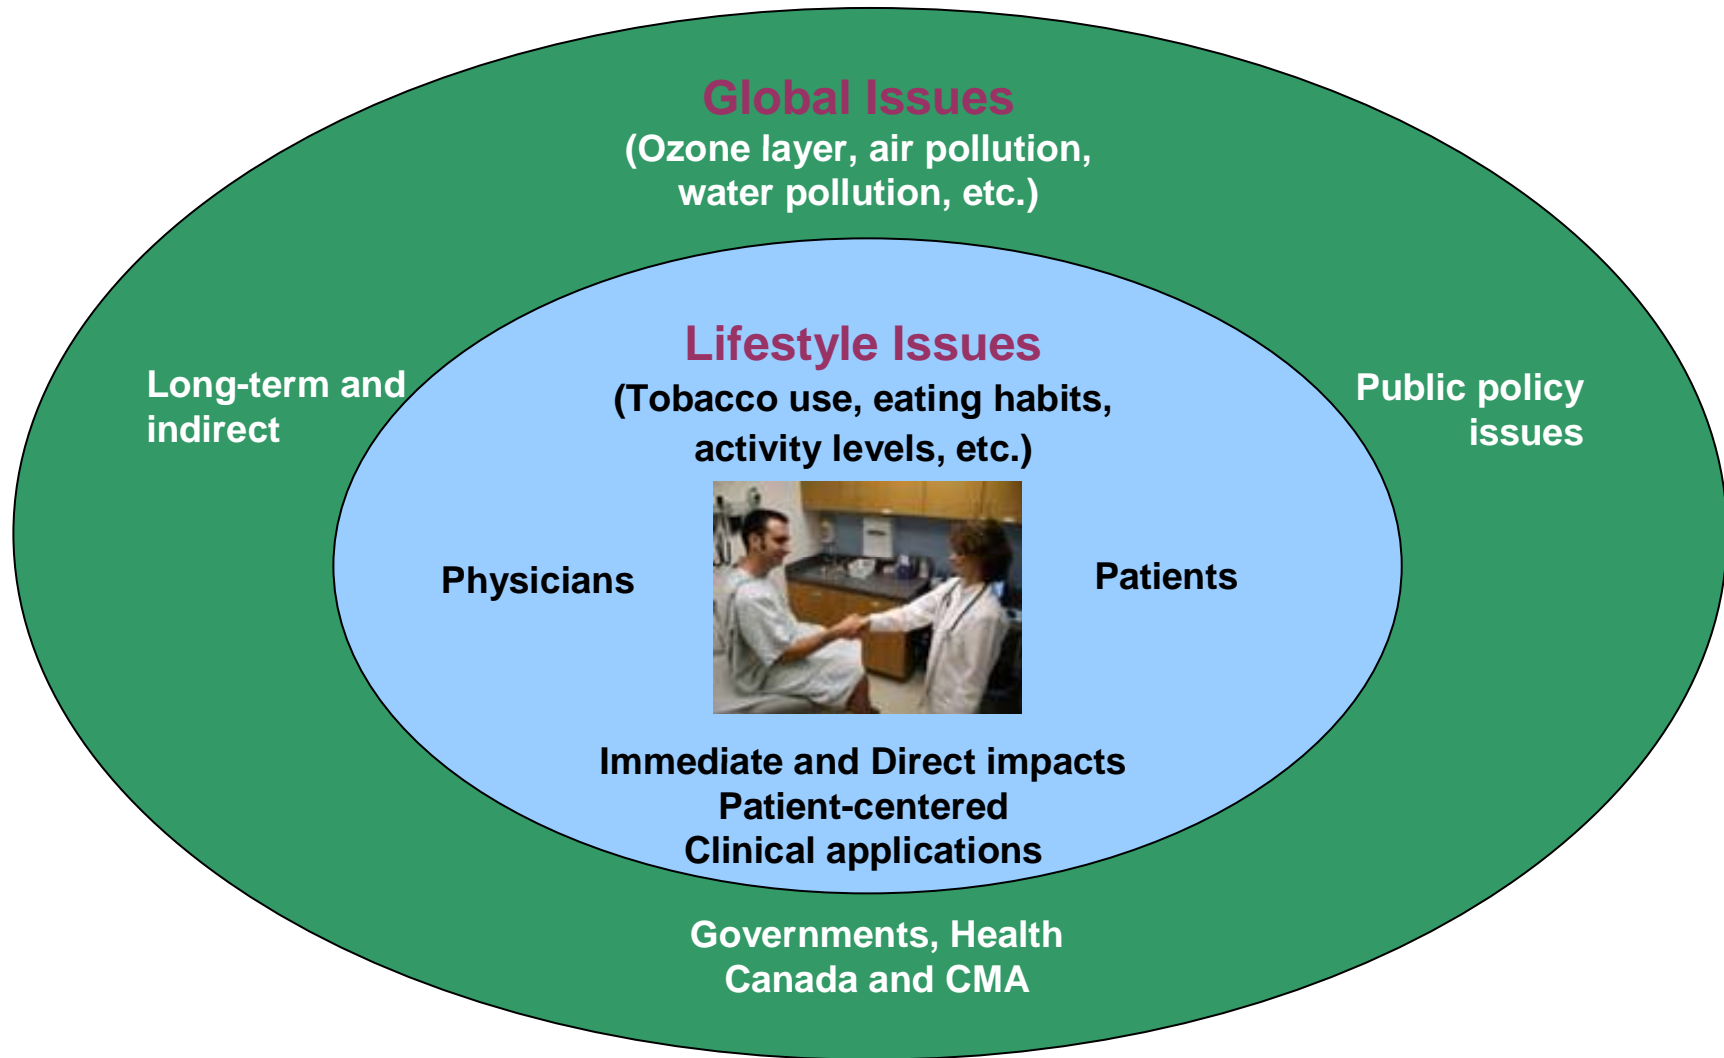 Global Issues
(Ozone layer, air pollution,
water pollution, etc.)
Lifestyle Issues
(Tobacco use, eating habits,
activity levels, etc.)
Long-term and
indirect
Public policy
issues
Physicians
Patients
Immediate and Direct impacts
Patient-centered
Clinical applications
Governments, Health
Canada and CMA